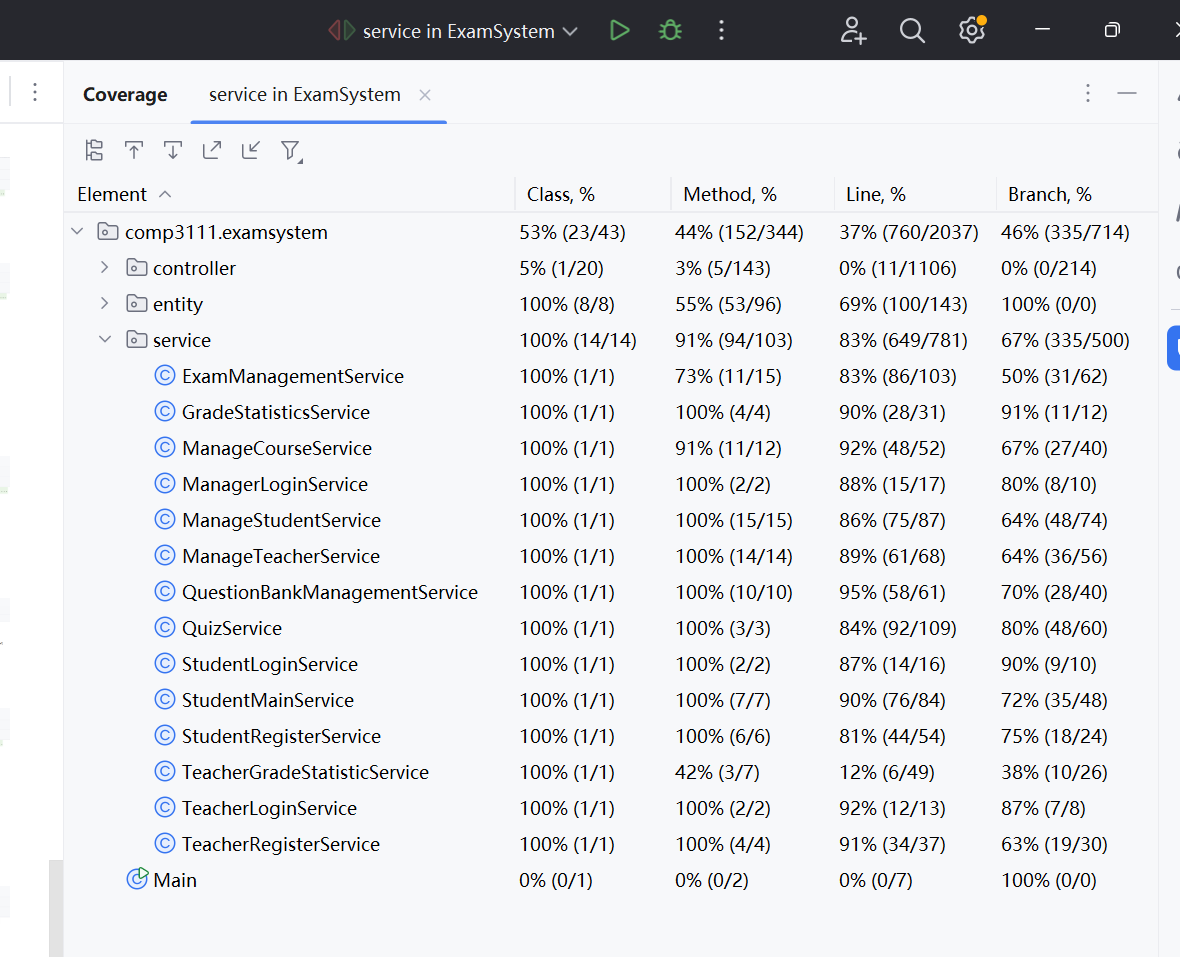 service in ExamSystem
Coverage service in ExamSystem
Element Class, % Method, % Line, % Branch, %
comp3111.examsystem 53% (23/43) 44% (152/344) 37% (760/2037) 46% (335/714)
controller 5% (1/20) 3% (5/143) 0% (11/1106) 0% (0/214)
entity 100% (8/8) 55% (53/96) 69% (100/143) 100% (0/0)
service 100% (14/14) 91% (94/103) 83% (649/781) 67% (335/500)
ExamManagementService 100% (1/1) 73% (11/15) 83% (86/103) 50% (31/62)
GradeStatisticsService 100% (1/1) 100% (4/4) 90% (28/31) 91% (11/12)
ManageCourseService 100% (1/1) 91% (11/12) 92% (48/52) 67% (27/40)
ManagerLoginService 100% (1/1) 100% (2/2) 88% (15/17) 80% (8/10)
ManageStudentService 100% (1/1) 100% (15/15) 86% (75/87) 64% (48/74)
ManageTeacherService 100% (1/1) 100% (14/14) 89% (61/68) 64% (36/56)
QuestionBankManagementService 100% (1/1) 100% (10/10) 95% (58/61) 70% (28/40)
QuizService 100% (1/1) 100% (3/3) 84% (92/109) 80% (48/60)
StudentLoginService 100% (1/1) 100% (2/2) 87% (14/16) 90% (9/10)
StudentMainService 100% (1/1) 100% (7/7) 90% (76/84) 72% (35/48)
StudentRegisterService 100% (1/1) 100% (6/6) 81% (44/54) 75% (18/24)
TeacherGradeStatisticService 100% (1/1) 42% (3/7) 12% (6/49) 38% (10/26)
TeacherLoginService 100% (1/1) 100% (2/2) 92% (12/13) 87% (7/8)
TeacherRegisterService 100% (1/1) 100% (4/4) 91% (34/37) 63% (19/30)
Main 0% (0/1) 0% (0/2) 0% (0/7) 100% (0/0)